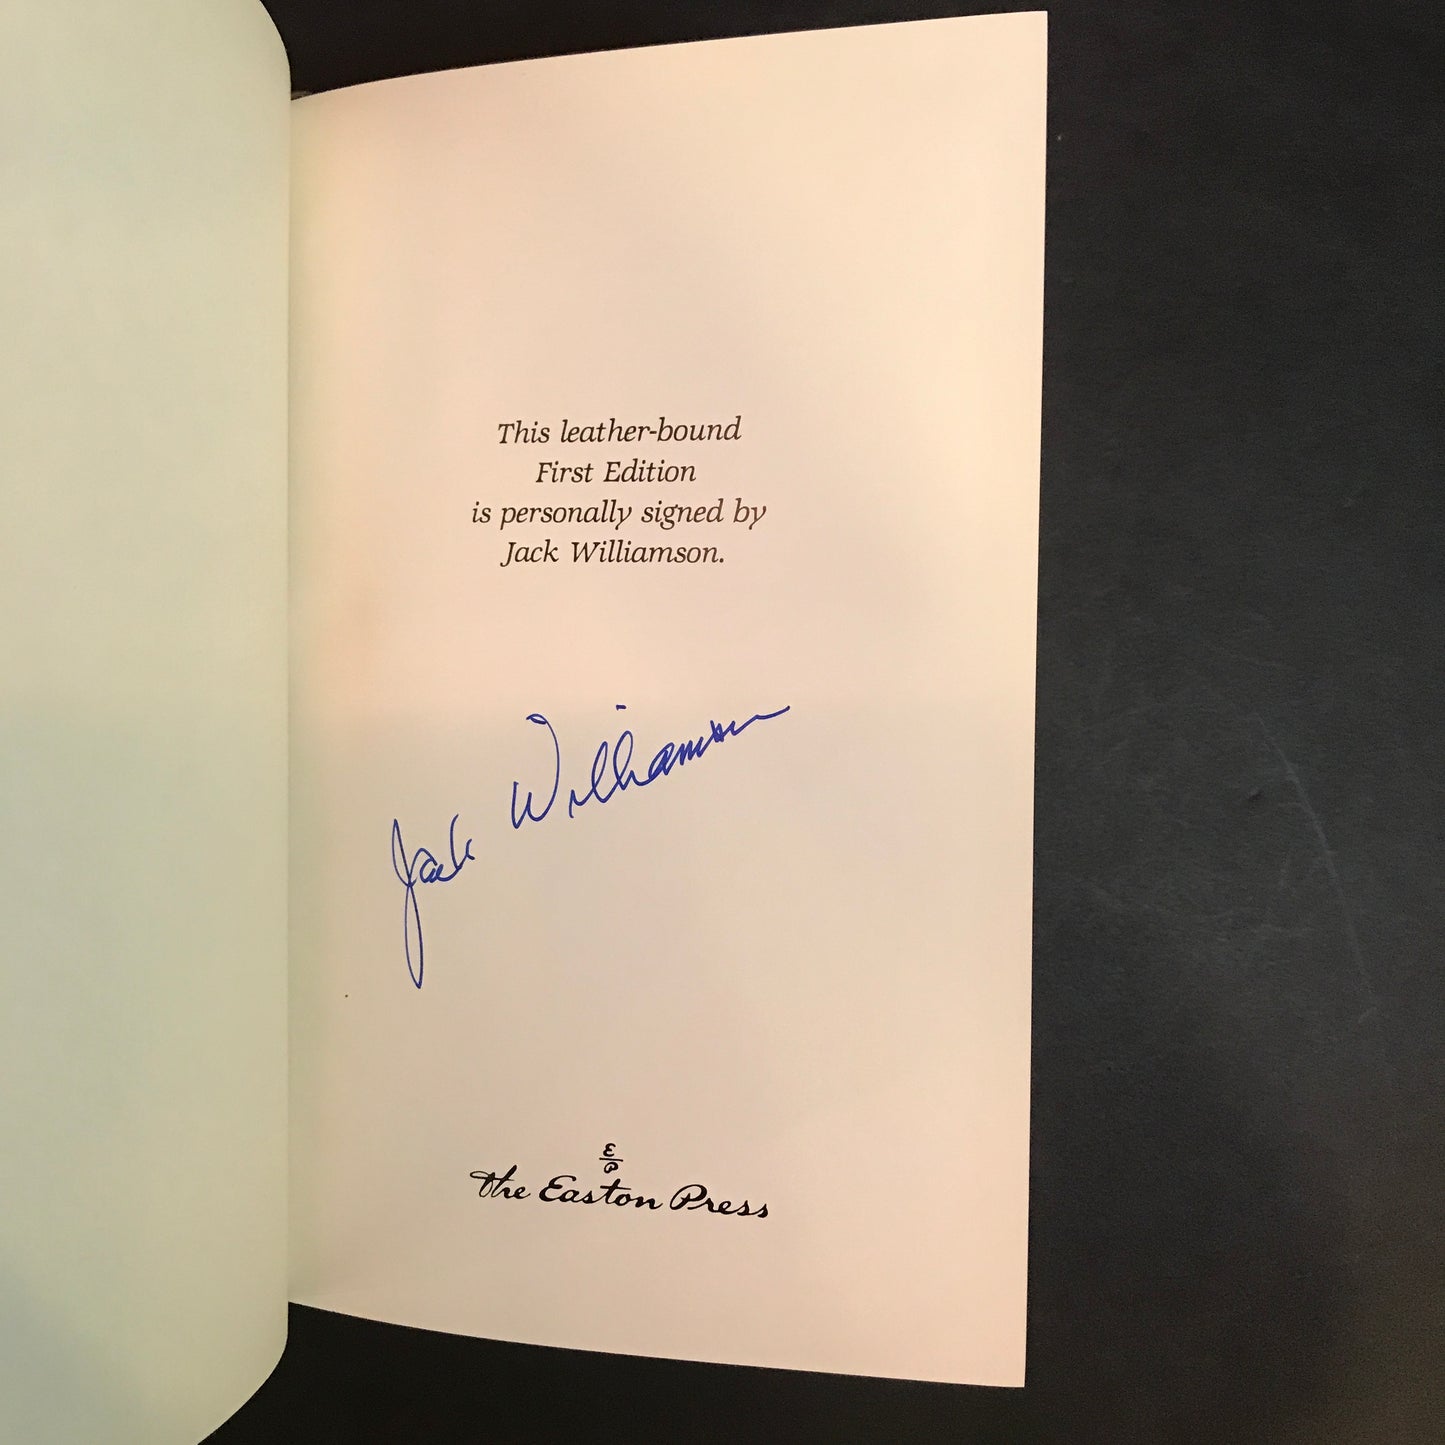 This leather-bound
First Edition
is personally signed by
Jack Williamson.
Jack Williamson
E
P
The Easton Press